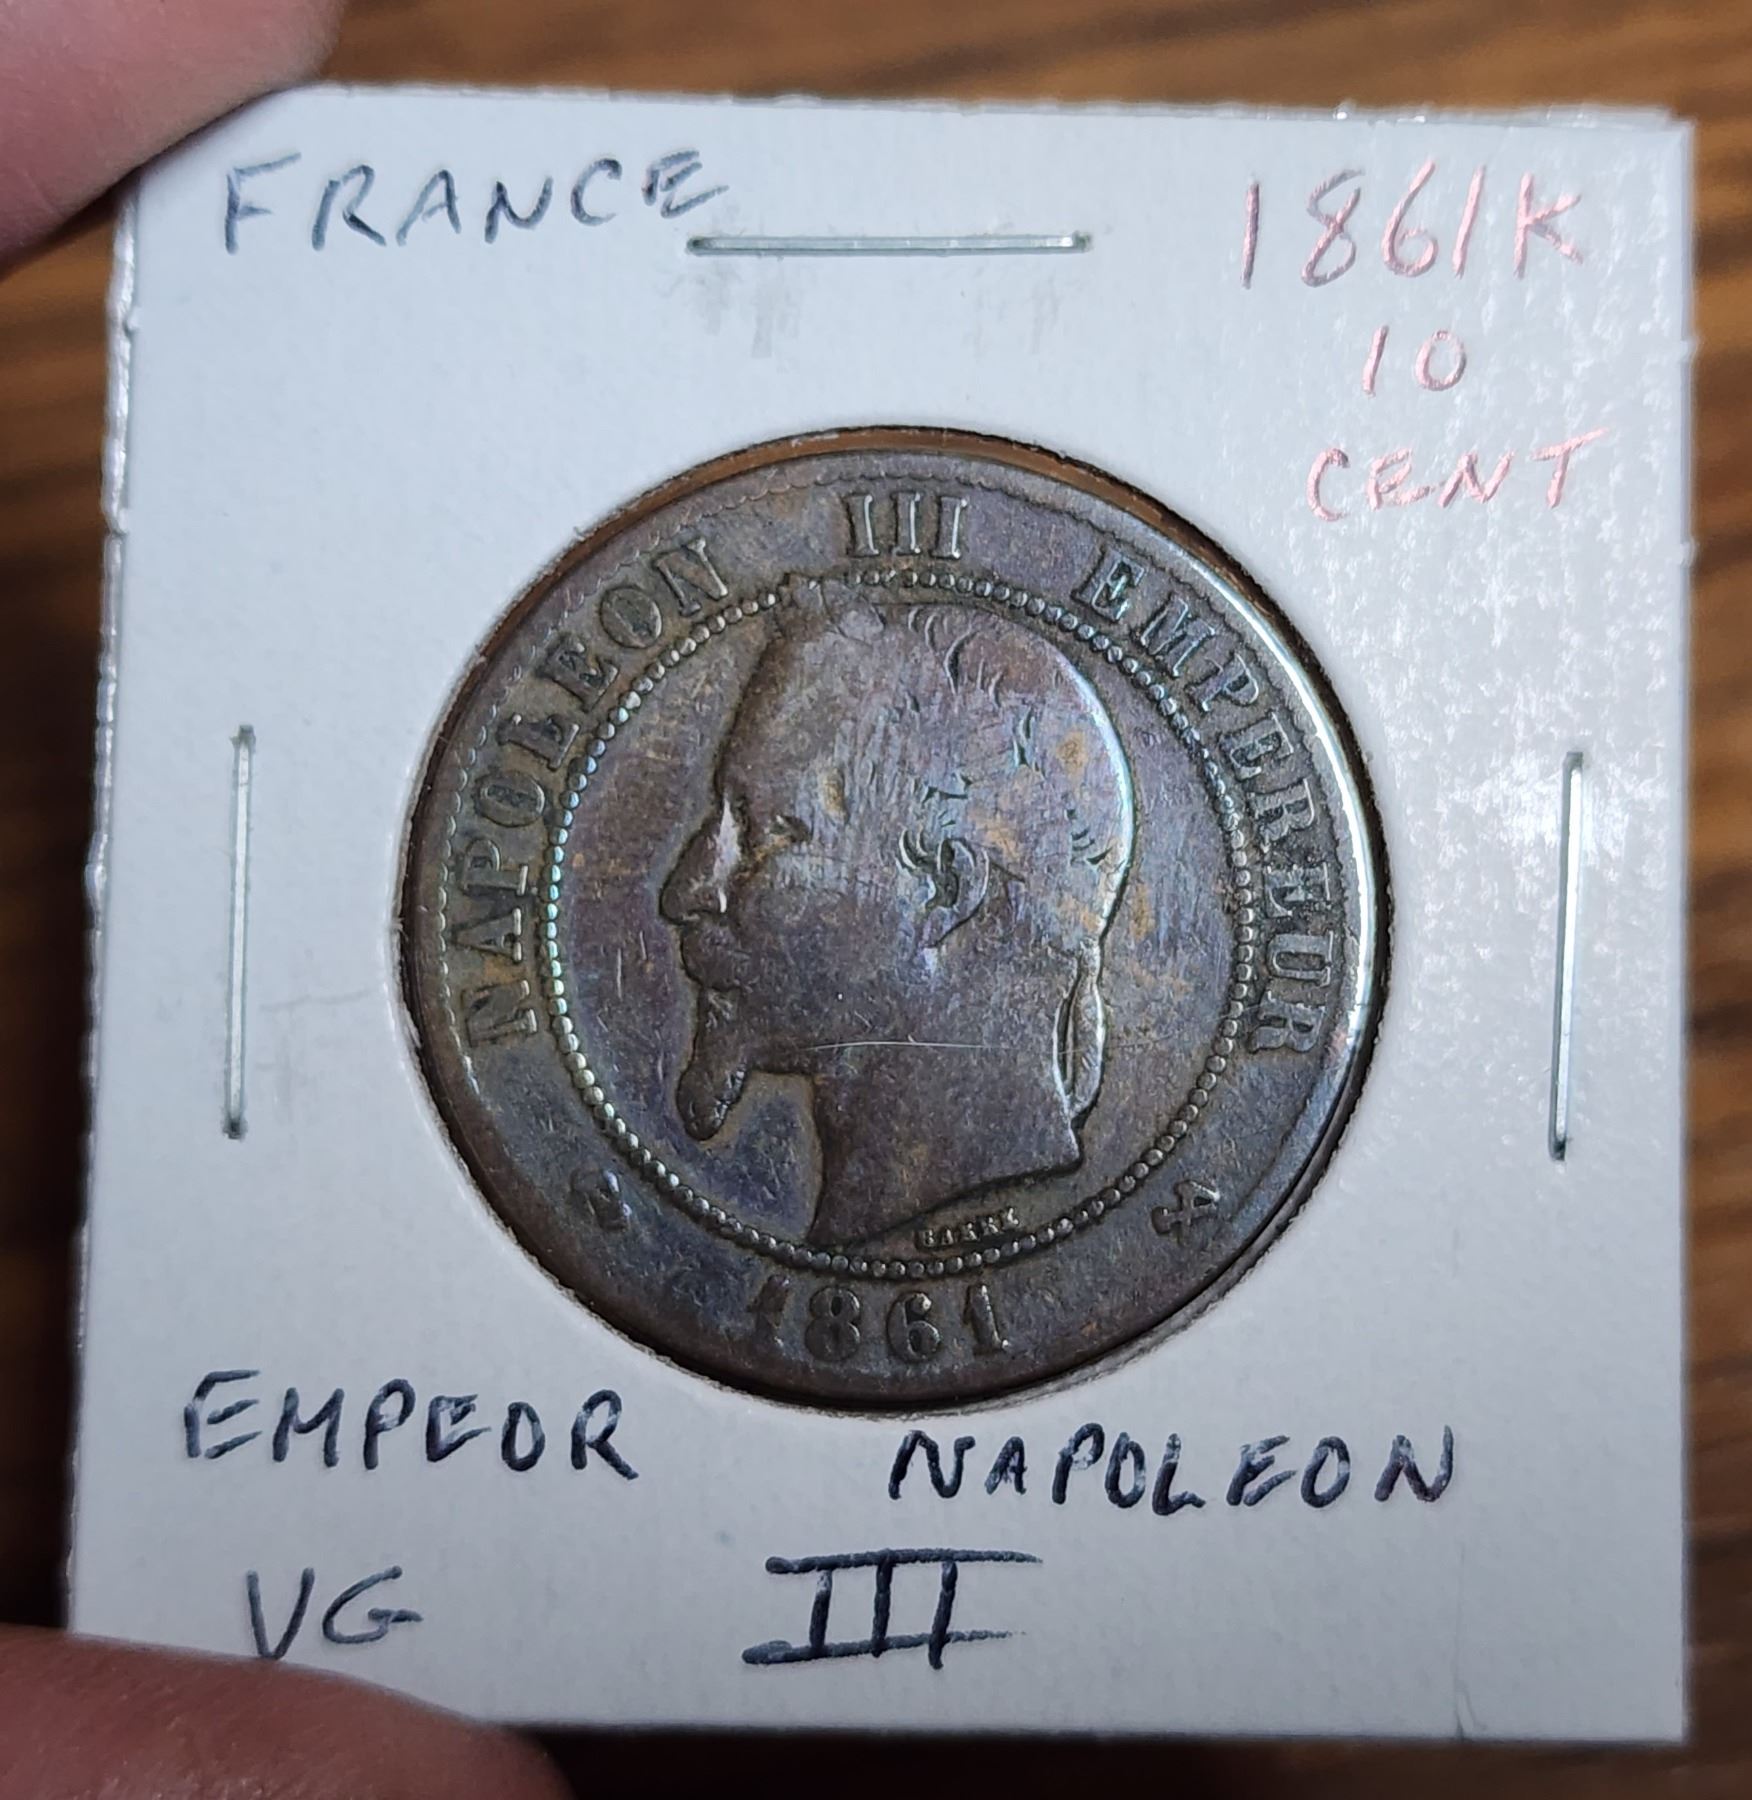 FRANCE
1861K
10
CENT
NAPOLEON III EMPEREUR
BARRE
1861
EMPEOR NAPOLEON
VG III